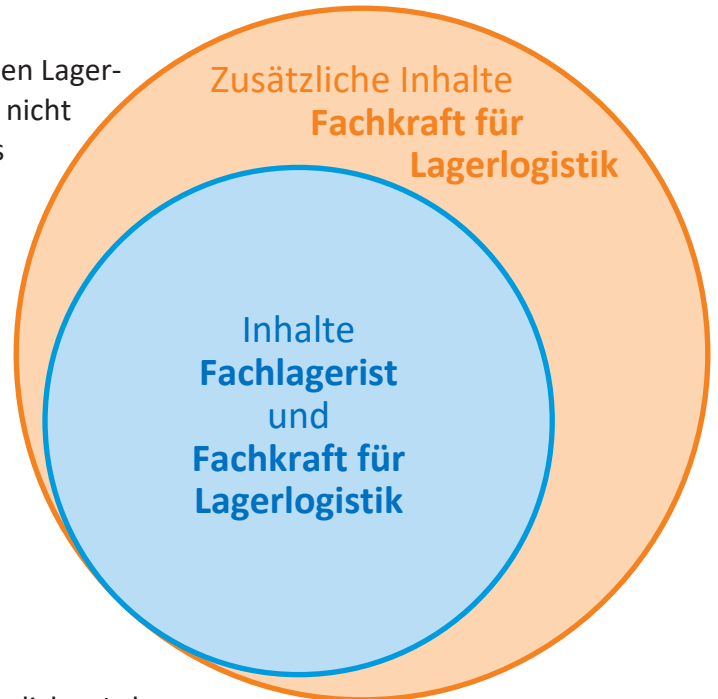 en Lager-
nicht
s
Zusätzliche Inhalte
Fachkraft für
Lagerlogistik
Inhalte
Fachlagerist
und
Fachkraft für
Lagerlogistik